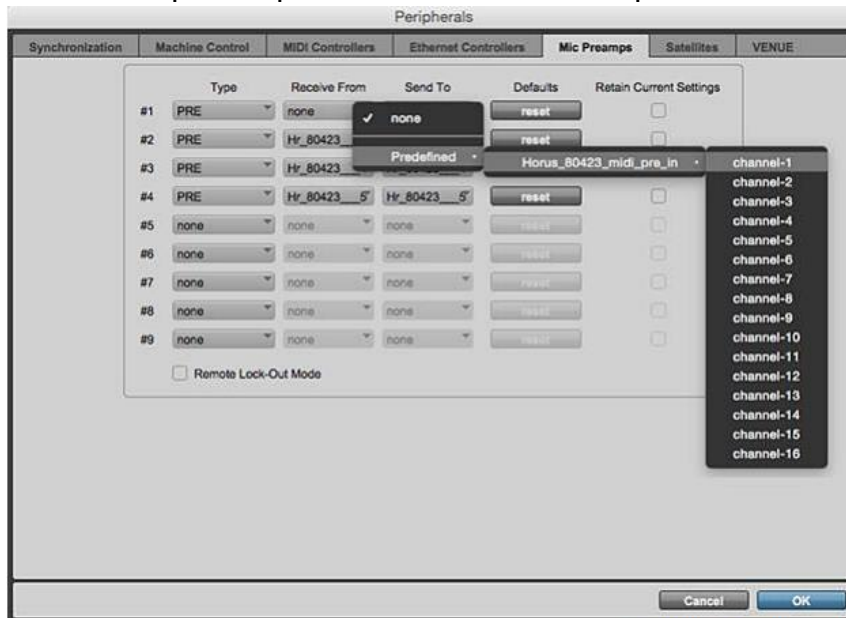 Peripherals
Synchronization Machine Control MIDI Controllers Ethernet Controllers Mic Preamps Satellites VENUE
Type Receive From Send To Defaults Retain Current Settings
#1 PRE none ✓ none reset
#2 PRE Hr_80423 reset
#3 PRE Hr_80423 Predefined Horus_80423_midi_pre_in channel-1
channel-2
#4 PRE Hr_80423___5 Hr_80423___5 reset channel-3
channel-4
#5 none none none reset channel-5
#6 none none none reset channel-6
#7 none none none reset channel-7
channel-8
#8 none none none reset channel-9
#9 none none none reset channel-10
channel-11
Remote Lock-Out Mode channel-12
channel-13
channel-14
channel-15
channel-16
Cancel OK